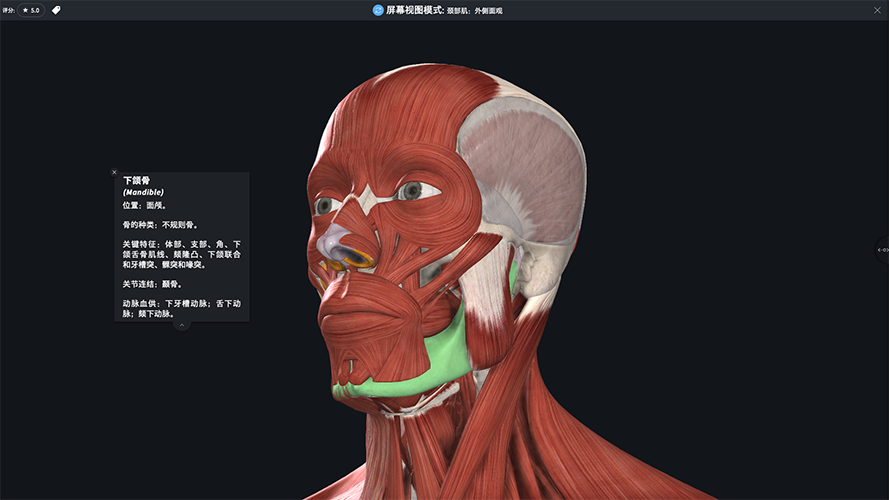 评分: ★ 5.0
屏幕视图模式: 颈部肌：外侧面观
下颌骨
(Mandible)
位置：面颅。
骨的种类：不规则骨。
关键特征：体部、支部、角、下
颌舌骨肌线、颏隆凸、下颌联合
和牙槽突、髁突和喙突。
关节连结：颞骨。
动脉血供：下牙槽动脉；舌下动
脉；颏下动脉。